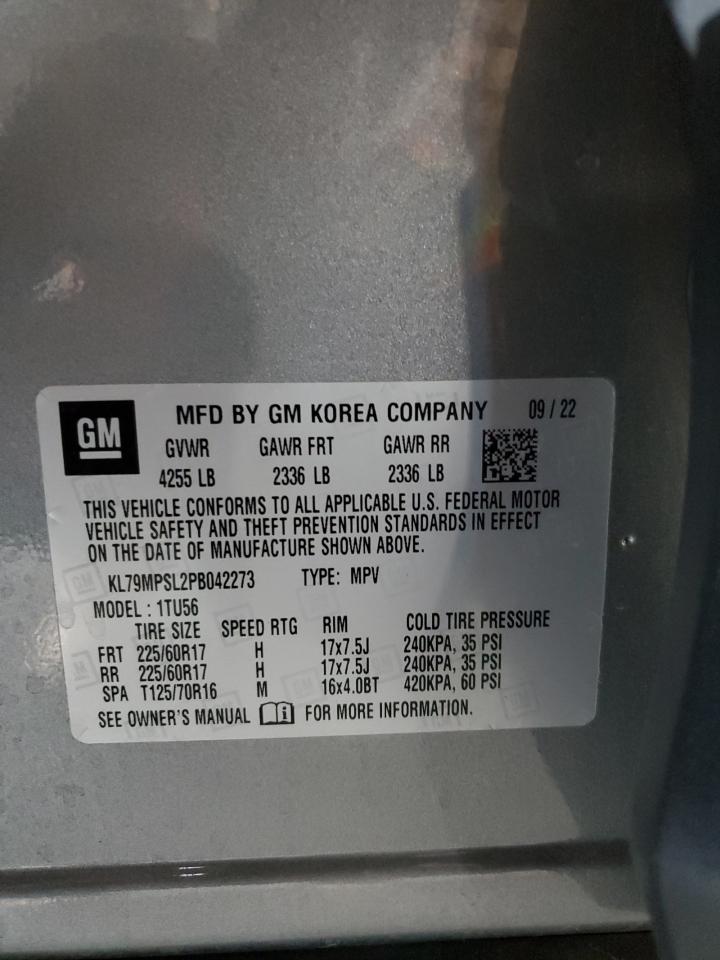 GM MFD BY GM KOREA COMPANY 09 / 22
GVWR GAWR FRT GAWR RR
4255 LB 2336 LB 2336 LB
THIS VEHICLE CONFORMS TO ALL APPLICABLE U.S. FEDERAL MOTOR
VEHICLE SAFETY AND THEFT PREVENTION STANDARDS IN EFFECT
ON THE DATE OF MANUFACTURE SHOWN ABOVE.
KL79MPSL2PB042273 TYPE: MPV
MODEL : 1TU56
TIRE SIZE SPEED RTG RIM COLD TIRE PRESSURE
FRT 225/60R17 H 17x7.5J 240KPA, 35 PSI
RR 225/60R17 H 17x7.5J 240KPA, 35 PSI
SPA T125/70R16 M 16x4.0BT 420KPA, 60 PSI
SEE OWNER'S MANUAL i FOR MORE INFORMATION.